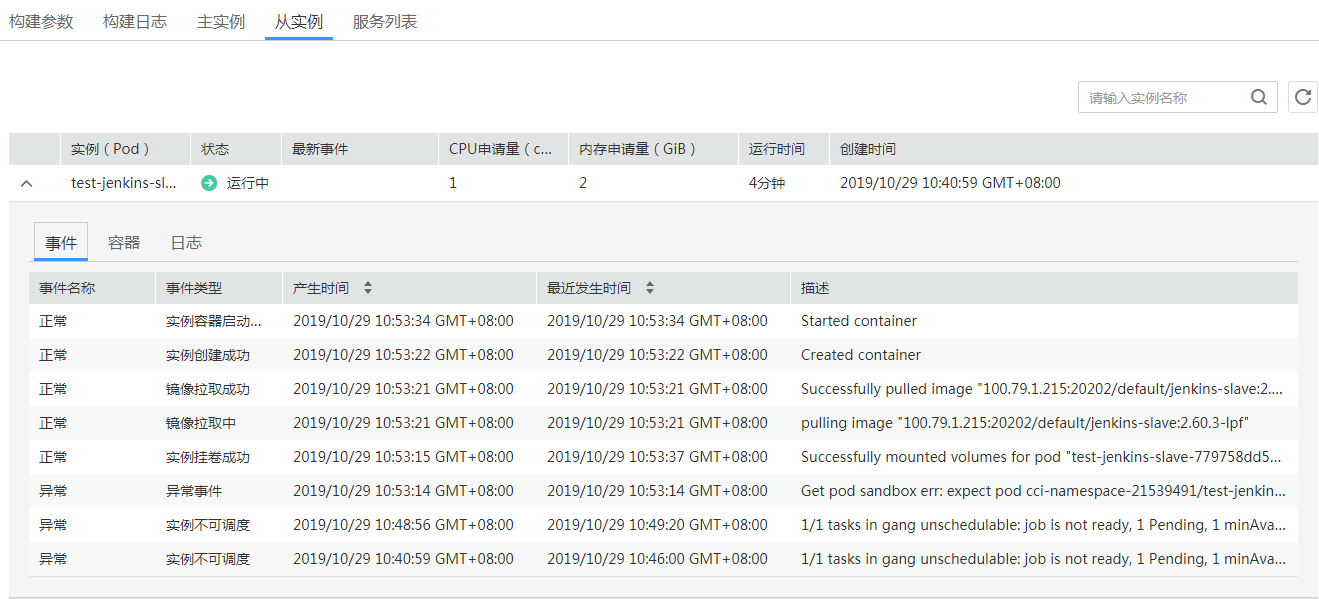 构建参数 构建日志 主实例 从实例 服务列表
请输入实例名称
实例（Pod） 状态 最新事件 CPU申请量（c... 内存申请量（GiB） 运行时间 创建时间
test-jenkins-sl... 运行中 1 2 4分钟 2019/10/29 10:40:59 GMT+08:00
事件 容器 日志
事件名称 事件类型 产生时间 最近发生时间 描述
正常 实例容器启动... 2019/10/29 10:53:34 GMT+08:00 2019/10/29 10:53:34 GMT+08:00 Started container
正常 实例创建成功 2019/10/29 10:53:22 GMT+08:00 2019/10/29 10:53:22 GMT+08:00 Created container
正常 镜像拉取成功 2019/10/29 10:53:21 GMT+08:00 2019/10/29 10:53:21 GMT+08:00 Successfully pulled image "100.79.1.215:20202/default/jenkins-slave:2....
正常 镜像拉取中 2019/10/29 10:53:21 GMT+08:00 2019/10/29 10:53:21 GMT+08:00 pulling image "100.79.1.215:20202/default/jenkins-slave:2.60.3-lpf"
正常 实例挂卷成功 2019/10/29 10:53:15 GMT+08:00 2019/10/29 10:53:37 GMT+08:00 Successfully mounted volumes for pod "test-jenkins-slave-779758dd5...
异常 异常事件 2019/10/29 10:53:14 GMT+08:00 2019/10/29 10:53:14 GMT+08:00 Get pod sandbox err: expect pod cci-namespace-21539491/test-jenkin...
异常 实例不可调度 2019/10/29 10:48:56 GMT+08:00 2019/10/29 10:49:20 GMT+08:00 1/1 tasks in gang unschedulable: job is not ready, 1 Pending, 1 minAva...
异常 实例不可调度 2019/10/29 10:40:59 GMT+08:00 2019/10/29 10:46:00 GMT+08:00 1/1 tasks in gang unschedulable: job is not ready, 1 Pending, 1 minAva...